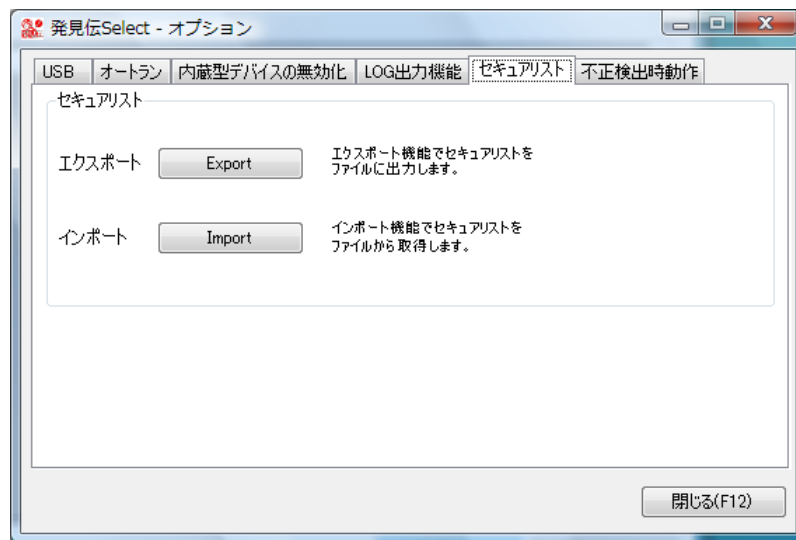 発見伝Select - オプション
USB オートラン 内蔵型デバイスの無効化 LOG出力機能 セキュアリスト 不正検出時動作
セキュアリスト
エクスポート Export エクスポート機能でセキュアリストを
ファイルに出力します。
インポート Import インポート機能でセキュアリストを
ファイルから取得します。
閉じる(F12)